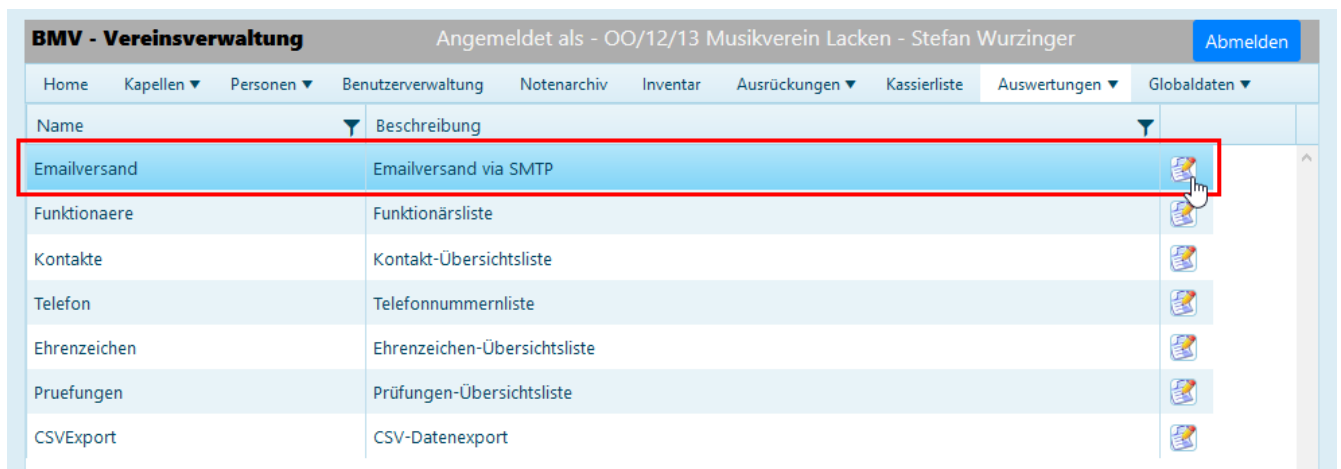 BMV - Vereinsverwaltung Angemeldet als - OO/12/13 Musikverein Lacken - Stefan Wurzinger Abmelden
Home Kapellen ▼ Personen ▼ Benutzerverwaltung Notenarchiv Inventar Ausrückungen ▼ Kassierliste Auswertungen ▼ Globaldaten ▼
Name Beschreibung
Emailversand Emailversand via SMTP
Funktionaere Funktionärsliste
Kontakte Kontakt-Übersichtsliste
Telefon Telefonnummernliste
Ehrenzeichen Ehrenzeichen-Übersichtsliste
Pruefungen Prüfungen-Übersichtsliste
CSVExport CSV-Datenexport